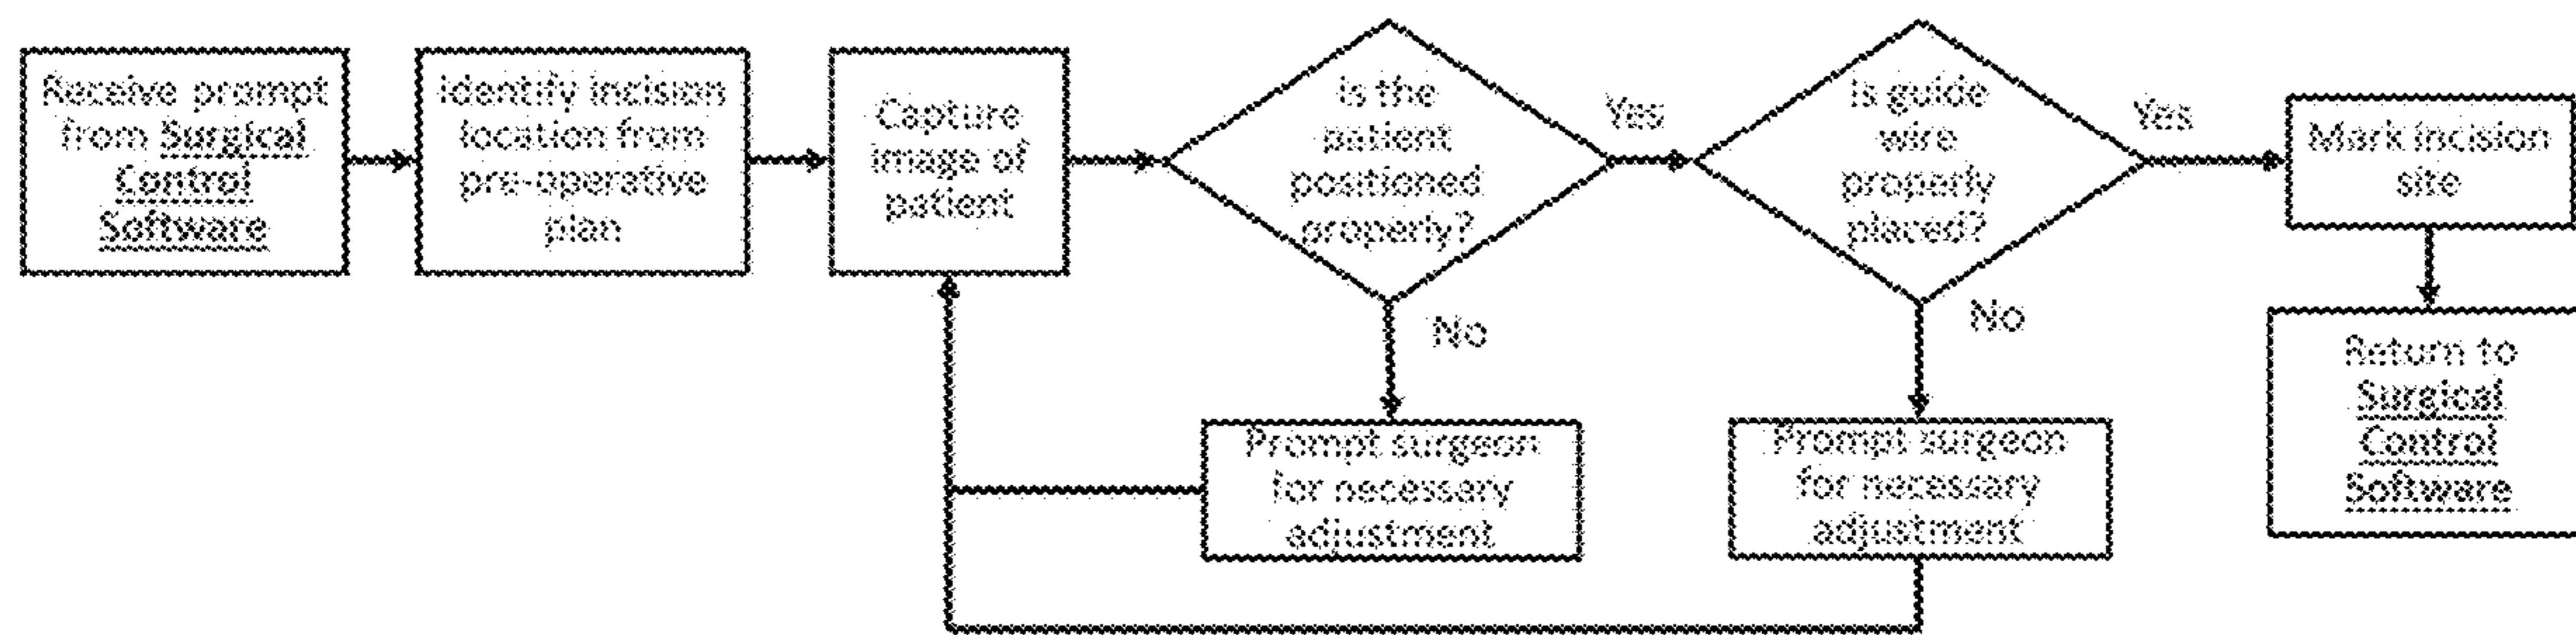 Receive prompt
from Surgical
Control
Software
Identify incision
location from
pre-operative
plan
Capture
image of
patient
Is the
patient
positioned
properly?
Yes
No
Prompt surgeon
for necessary
adjustment
Is guide
wire
properly
placed?
Yes
No
Prompt surgeon
for necessary
adjustment
Mark incision
site
Return to
Surgical
Control
Software